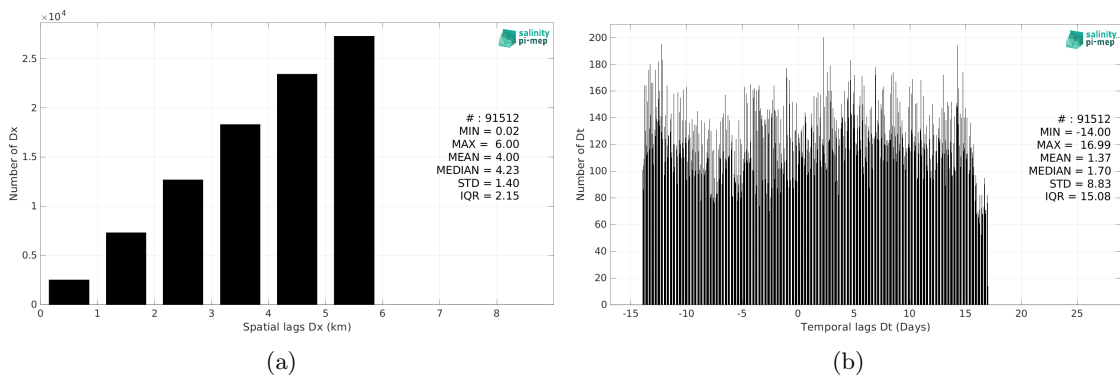 ×10⁴
2.5
2
1.5
1
0.5
0
Number of Dx
0 1 2 3 4 5 6 7 8
Spatial lags Dx (km)
salinity
pi-mep
# : 91512
MIN = 0.02
MAX = 6.00
MEAN = 4.00
MEDIAN = 4.23
STD = 1.40
IQR = 2.15
(a)
200
180
160
140
120
100
80
60
40
20
0
Number of Dt
-15 -10 -5 0 5 10 15 20 25
Temporal lags Dt (Days)
salinity
pi-mep
# : 91512
MIN = -14.00
MAX = 16.99
MEAN = 1.37
MEDIAN = 1.70
STD = 8.83
IQR = 15.08
(b)